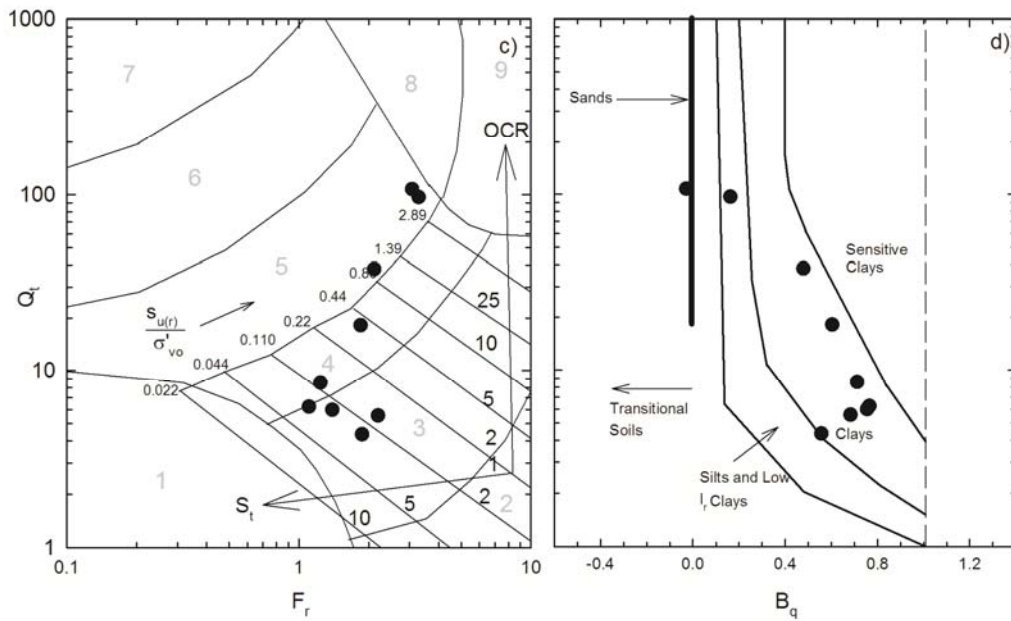 1000
100
10
1
Q_t
0.1
1
10
F_r
c)
7
8
9
6
5
4
3
1
2
OCR
2.89
1.39
0.44
0.22
0.110
0.044
0.022
s_u(r)
σ'_vo
25
10
5
2
1
2
5
10
S_t
d)
Sands
Sensitive
Clays
Transitional
Soils
Clays
Silts and Low
I_r Clays
-0.4
0.0
0.4
0.8
1.2
B_q